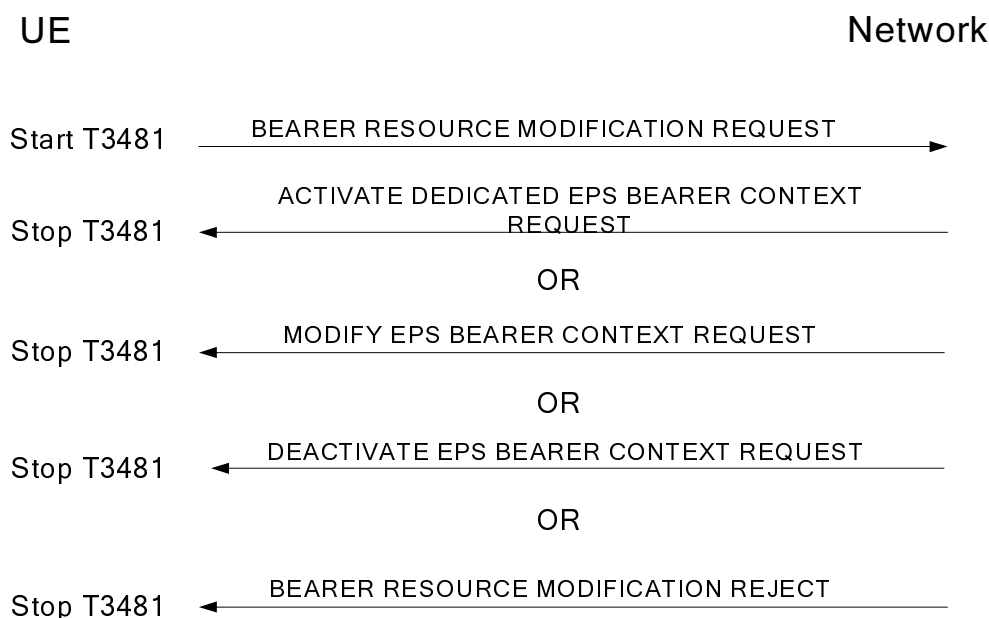 UE
Network
Start T3481
BEARER RESOURCE MODIFICATION REQUEST
ACTIVATE DEDICATED EPS BEARER CONTEXT
REQUEST
Stop T3481
OR
MODIFY EPS BEARER CONTEXT REQUEST
Stop T3481
OR
DEACTIVATE EPS BEARER CONTEXT REQUEST
Stop T3481
OR
BEARER RESOURCE MODIFICATION REJECT
Stop T3481